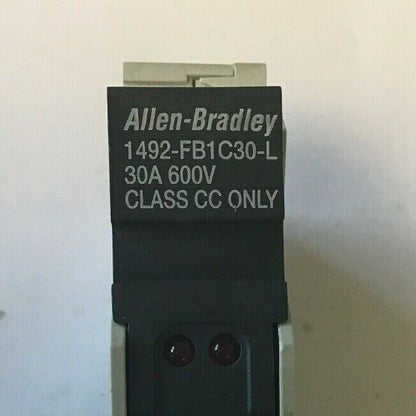 Allen-Bradley
1492-FB1C30-L
30A 600V
CLASS CC ONLY